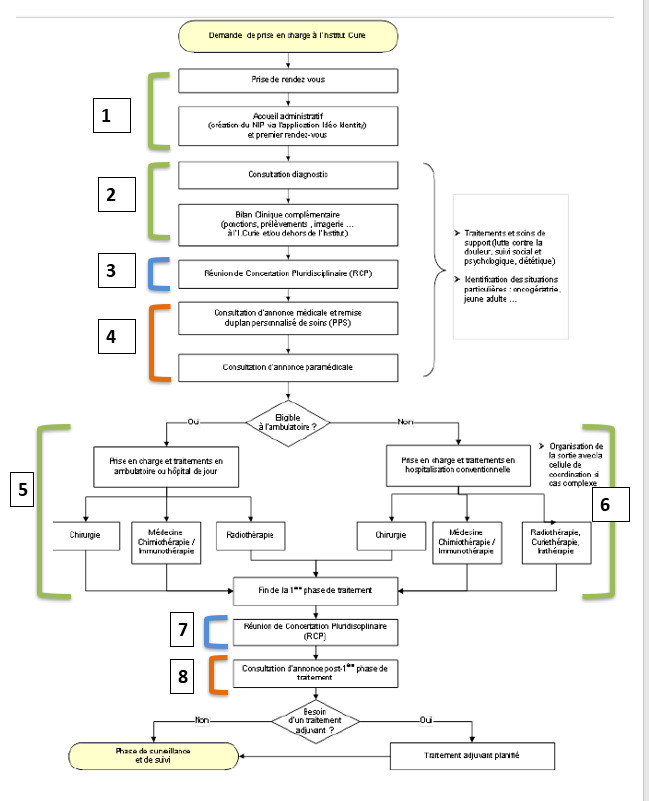 Demande de prise en charge à l'Institut Curie
Prise de rendez vous
1
Accueil administratif
(création du NIP via l'application Idéo Identity)
et premier rendez-vous
2
Consultation diagnostic
Bilan Clinique complémentaire
(ponctions, prélèvements , imagerie ...
à l'I.Curie et/ou dehors de l'Institut)
3
Réunion de Concertation Pluridisciplinaire (RCP)
4
Consultation d'annonce médicale et remise
du plan personnalisé de soins (PPS)
Consultation d'annonce paramédicale
➢ Traitements et soins de
support (lutte contre la
douleur, suivi social et
psychologique, diététique)
➢ Identification des situations
particulières : oncogériatrie,
jeune adulte ...
Eligible
à l'ambulatoire ?
Oui
Non
5
Prise en charge et traitements en
ambulatoire ou hôpital de jour
Prise en charge et traitements en
hospitalisation conventionnelle
➢ Organisation de
la sortie avec la
cellule de
coordination si
cas complexe
6
Chirurgie
Médecine
Chimiothérapie /
Immunothérapie
Radiothérapie
Chirurgie
Médecine
Chimiothérapie /
Immunothérapie
Radiothérapie,
Curiethérapie,
Irathérapie
Fin de la 1ère phase de traitement
7
Réunion de Concertation Pluridisciplinaire
(RCP)
8
Consultation d'annonce post-1ère phase de
traitement
Besoin
d'un traitement
adjuvant ?
Non
Oui
Phase de surveillance
et de suivi
Traitement adjuvant planifié